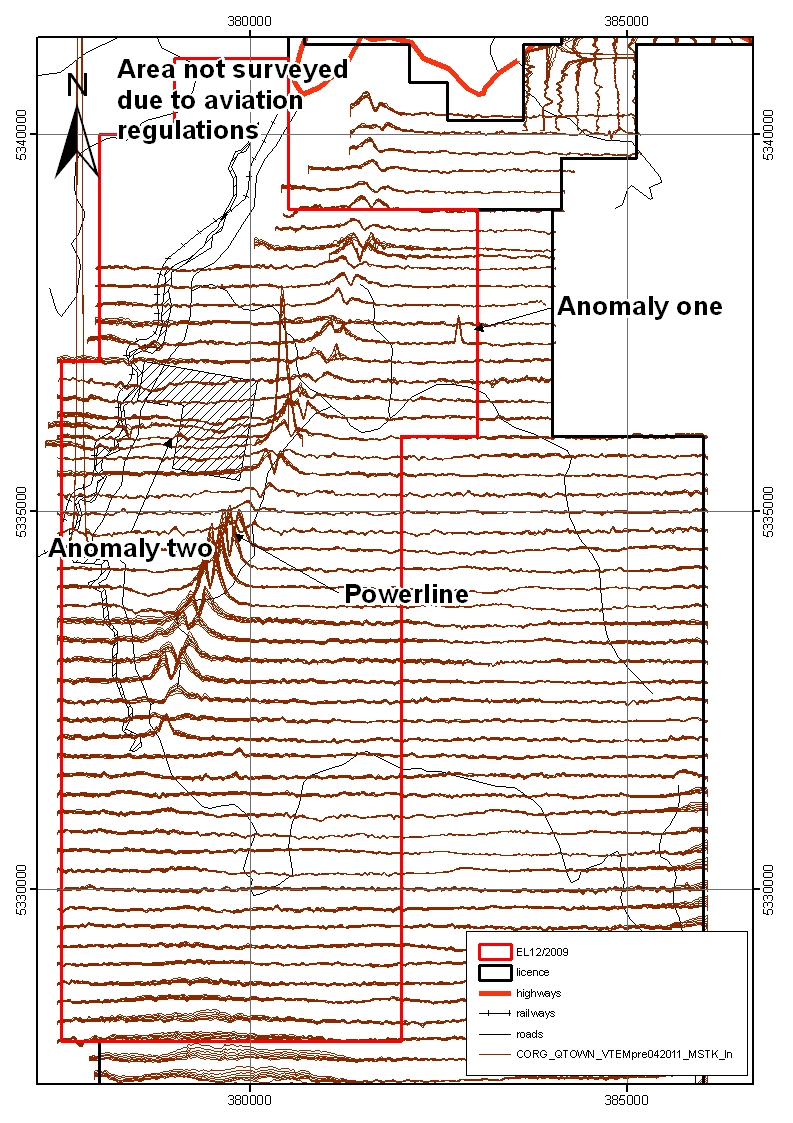 380000
385000
Area not surveyed
due to aviation
regulations
N
5340000
5340000
Anomaly one
5335000
5335000
Anomaly two
Powerline
5330000
5330000
EL12/2009
licence
highways
railways
roads
CORG_QTOWN_VTEMpre042011_MSTK_ln
380000
385000